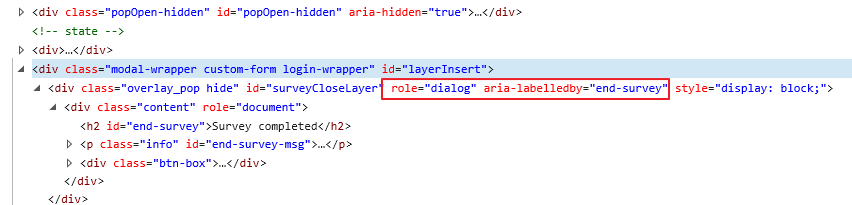 ▷ <div class="popOpen-hidden" id="popOpen-hidden" aria-hidden="true">…</div>
<!-- state -->
▷ <div>…</div>
◢ <div class="modal-wrapper custom-form login-wrapper" id="layerInsert">
◢ <div class="overlay_pop hide" id="surveyCloseLayer" role="dialog" aria-labelledby="end-survey" style="display: block;">
◢ <div class="content" role="document">
<h2 id="end-survey">Survey completed</h2>
▷ <p class="info" id="end-survey-msg">…</p>
▷ <div class="btn-box">…</div>
</div>
</div>